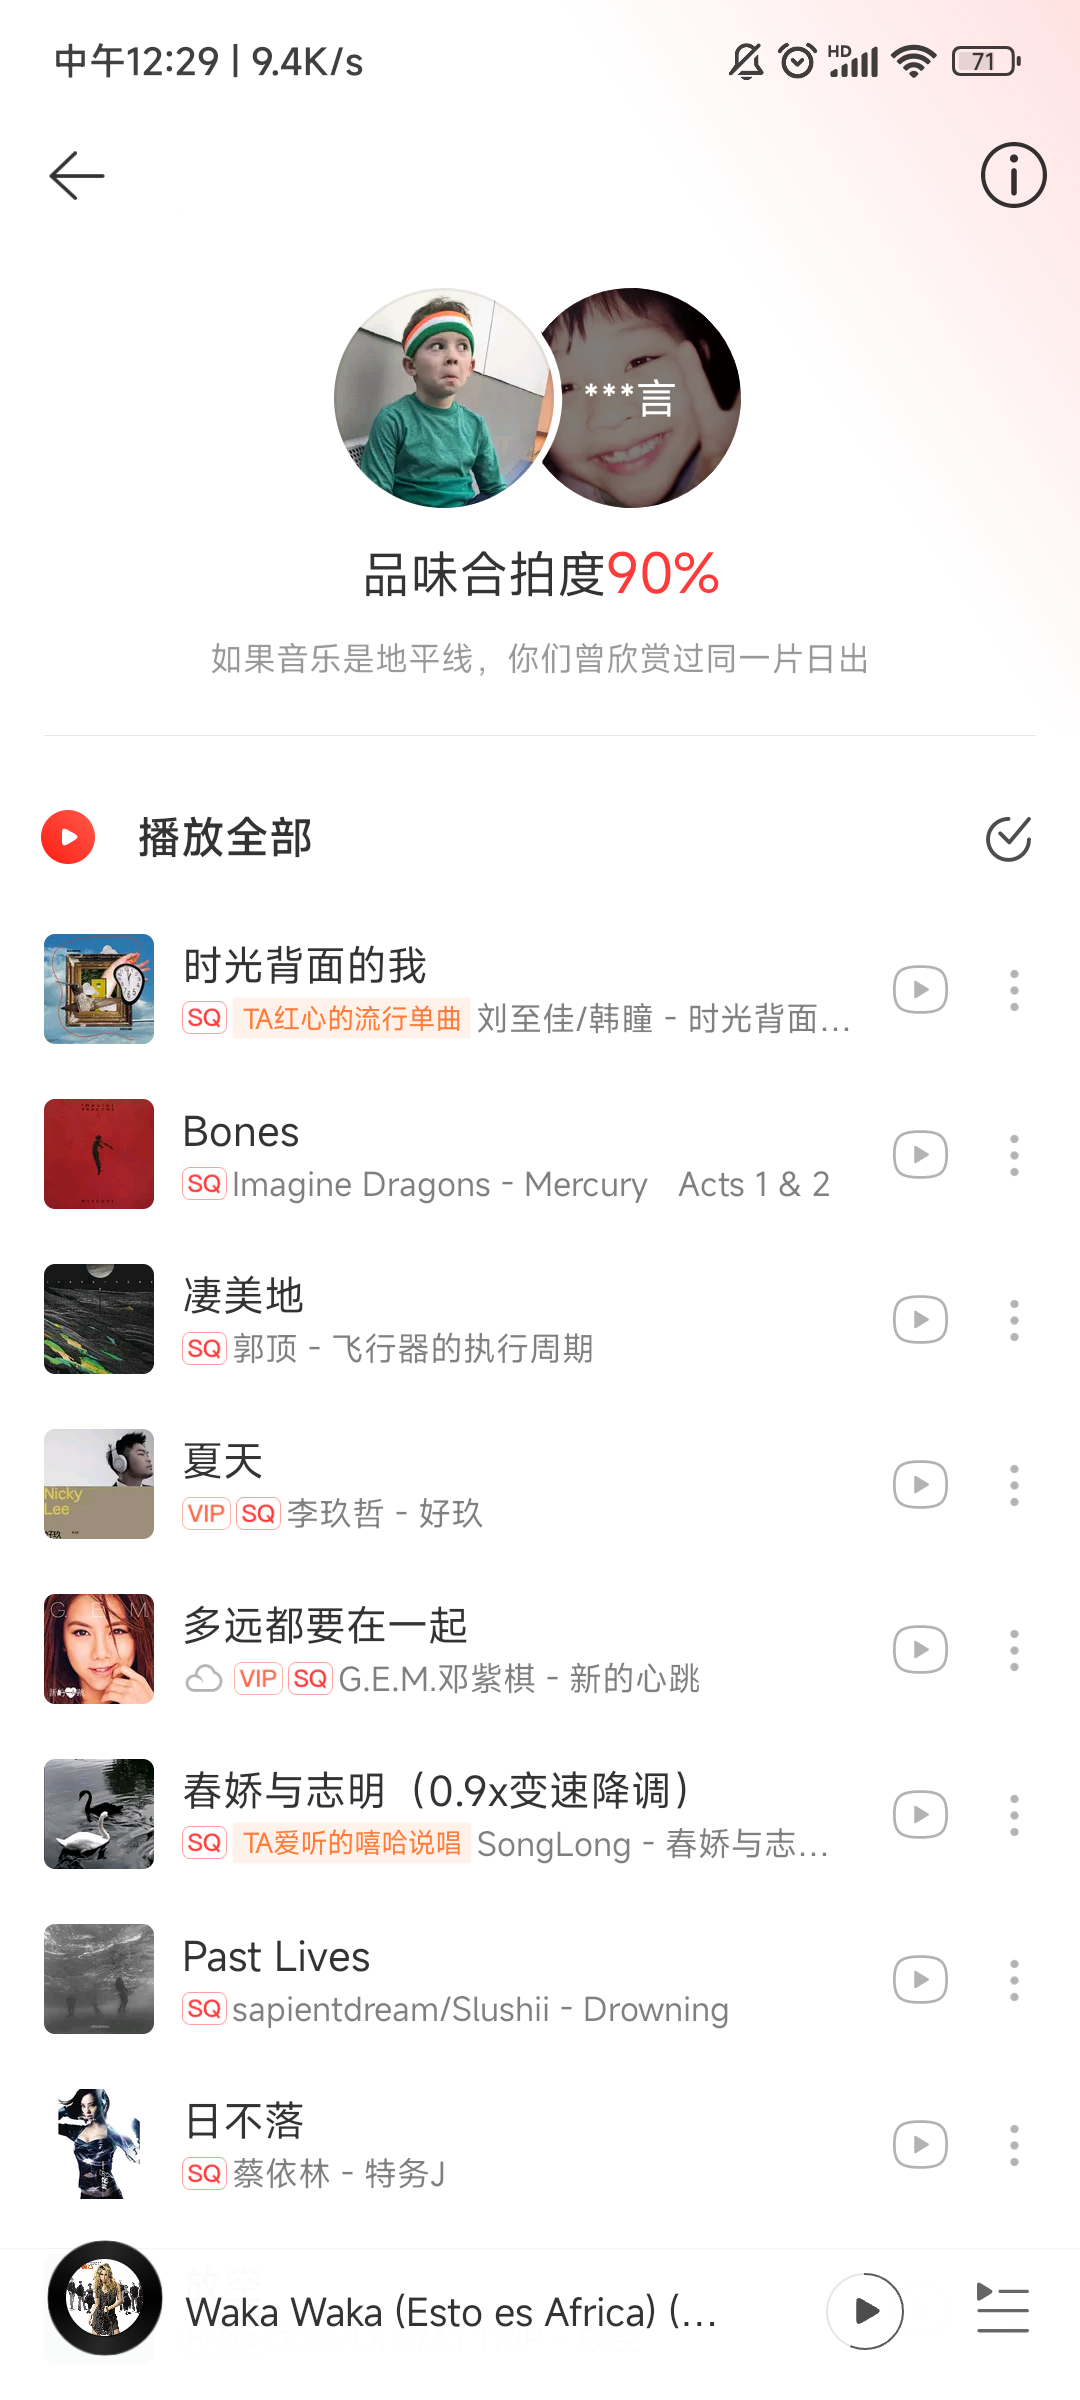 中午12:29 | 9.4K/s
HD
71
***言
品味合拍度90%
如果音乐是地平线，你们曾欣赏过同一片日出
播放全部
时光背面的我
SQ TA红心的流行单曲 刘至佳/韩瞳 - 时光背面...
Bones
SQ Imagine Dragons - Mercury Acts 1 & 2
凄美地
SQ 郭顶 - 飞行器的执行周期
Nicky
Lee
好玖
夏天
VIP SQ 李玖哲 - 好玖
G. E. M.
多远都要在一起
VIP SQ G.E.M.邓紫棋 - 新的心跳
春娇与志明（0.9x变速降调）
SQ TA爱听的嘻哈说唱 SongLong - 春娇与志...
Past Lives
SQ sapientdream/Slushii - Drowning
日不落
SQ 蔡依林 - 特务J
Waka Waka (Esto es Africa) (...